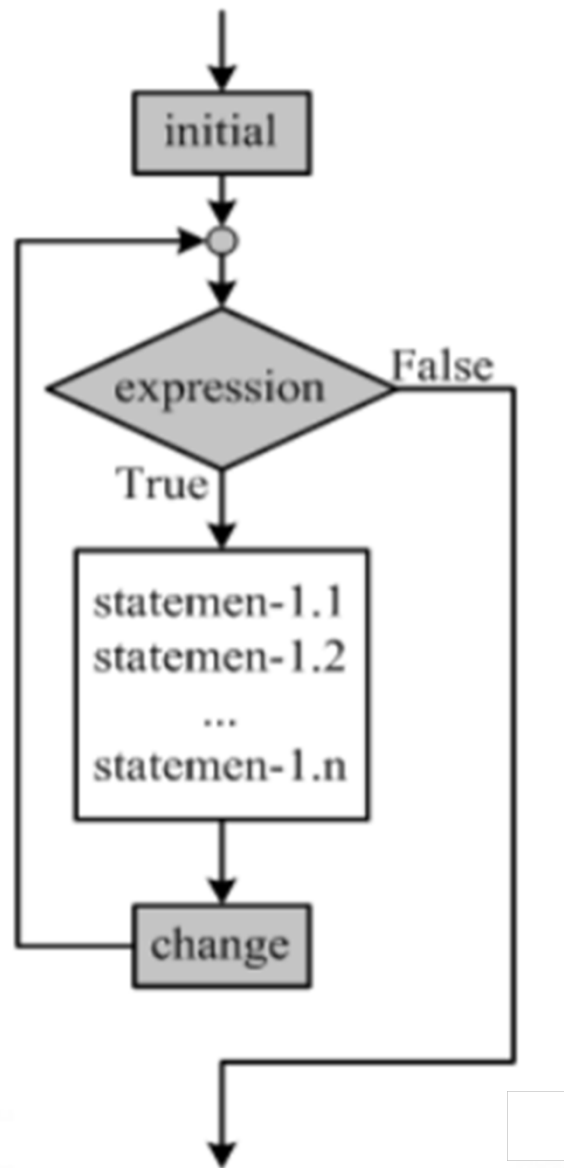 initial
expression
False
True
statemen-1.1
statemen-1.2
...
statemen-1.n
change